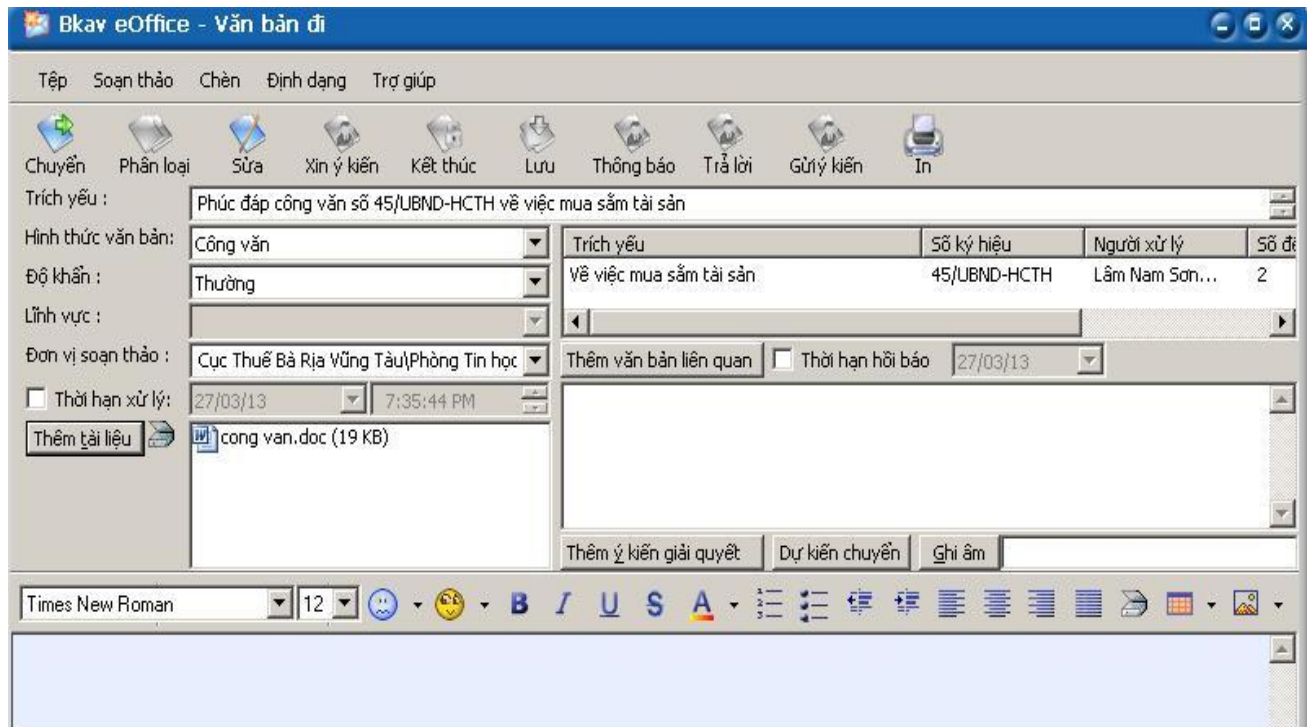 Bkav eOffice - Văn bản đi
Tệp Soạn thảo Chèn Định dạng Trợ giúp
Chuyển Phân loại Sửa Xin ý kiến Kết thúc Lưu Thông báo Trả lời Gửi ý kiến In
Trích yếu : Phúc đáp công văn số 45/UBND-HCTH về việc mua sắm tài sản
Hình thức văn bản: Công văn
Trích yếu Số ký hiệu Người xử lý Số đế
Độ khẩn : Thường
Về việc mua sắm tài sản 45/UBND-HCTH Lâm Nam Sơn... 2
Lĩnh vực :
Đơn vị soạn thảo : Cục Thuế Bà Rịa Vũng Tàu\Phòng Tin học
Thêm văn bản liên quan Thời hạn hồi báo 27/03/13
Thời hạn xử lý: 27/03/13 7:35:44 PM
Thêm tài liệu cong van.doc (19 KB)
Thêm ý kiến giải quyết Dự kiến chuyển Ghi âm
Times New Roman 12 B I U S A